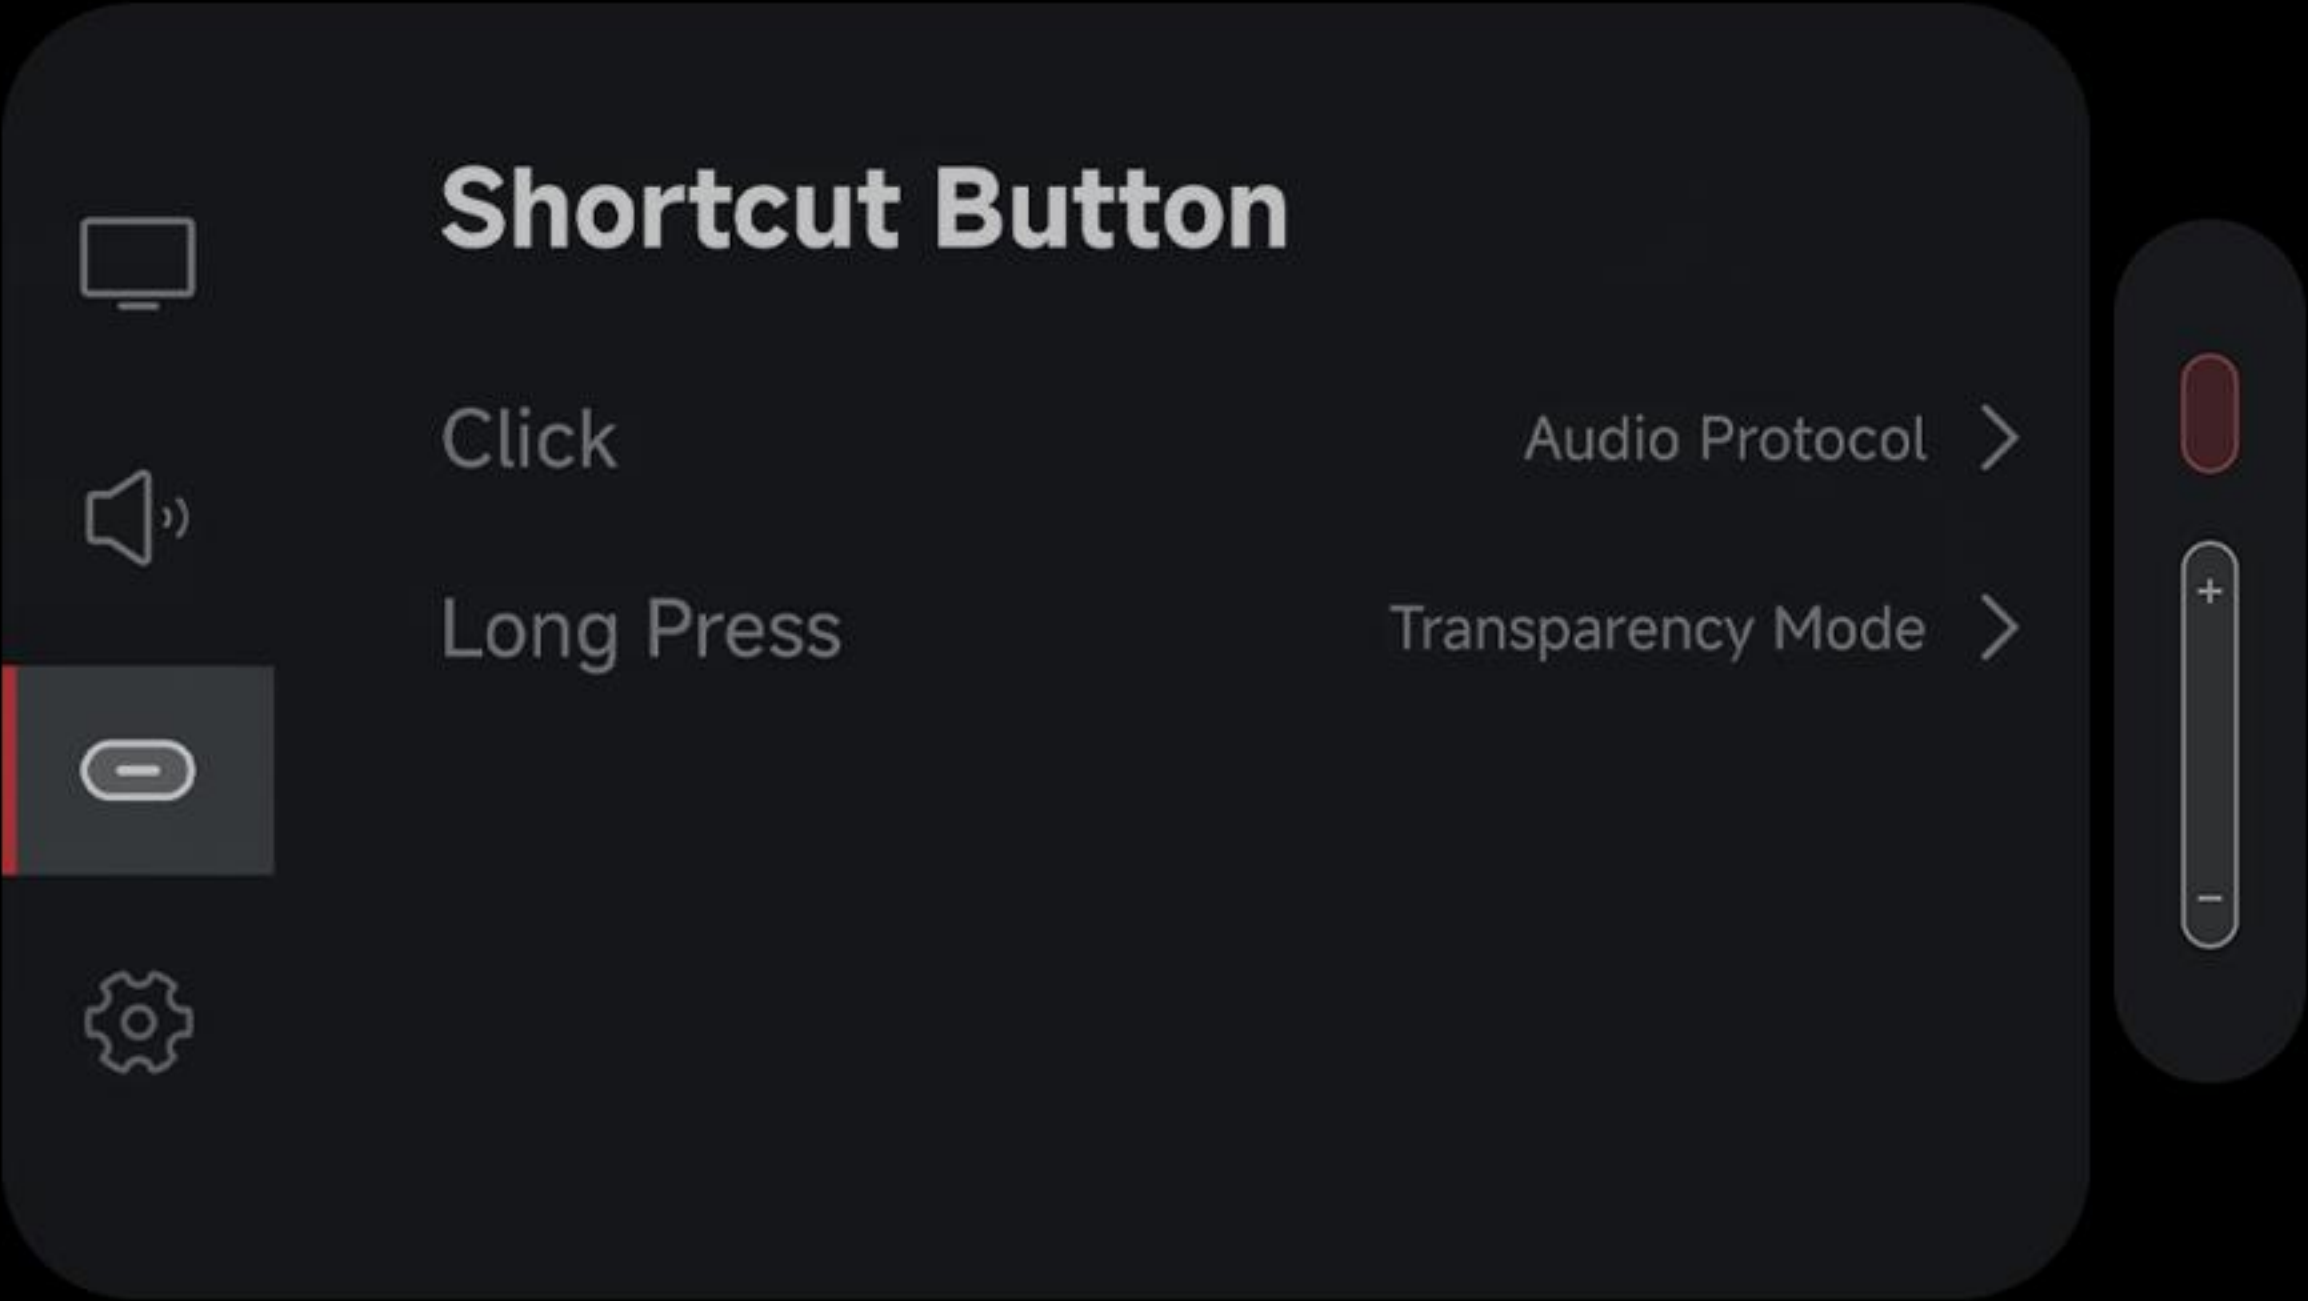 Shortcut Button
Click Audio Protocol
Long Press Transparency Mode
+
−